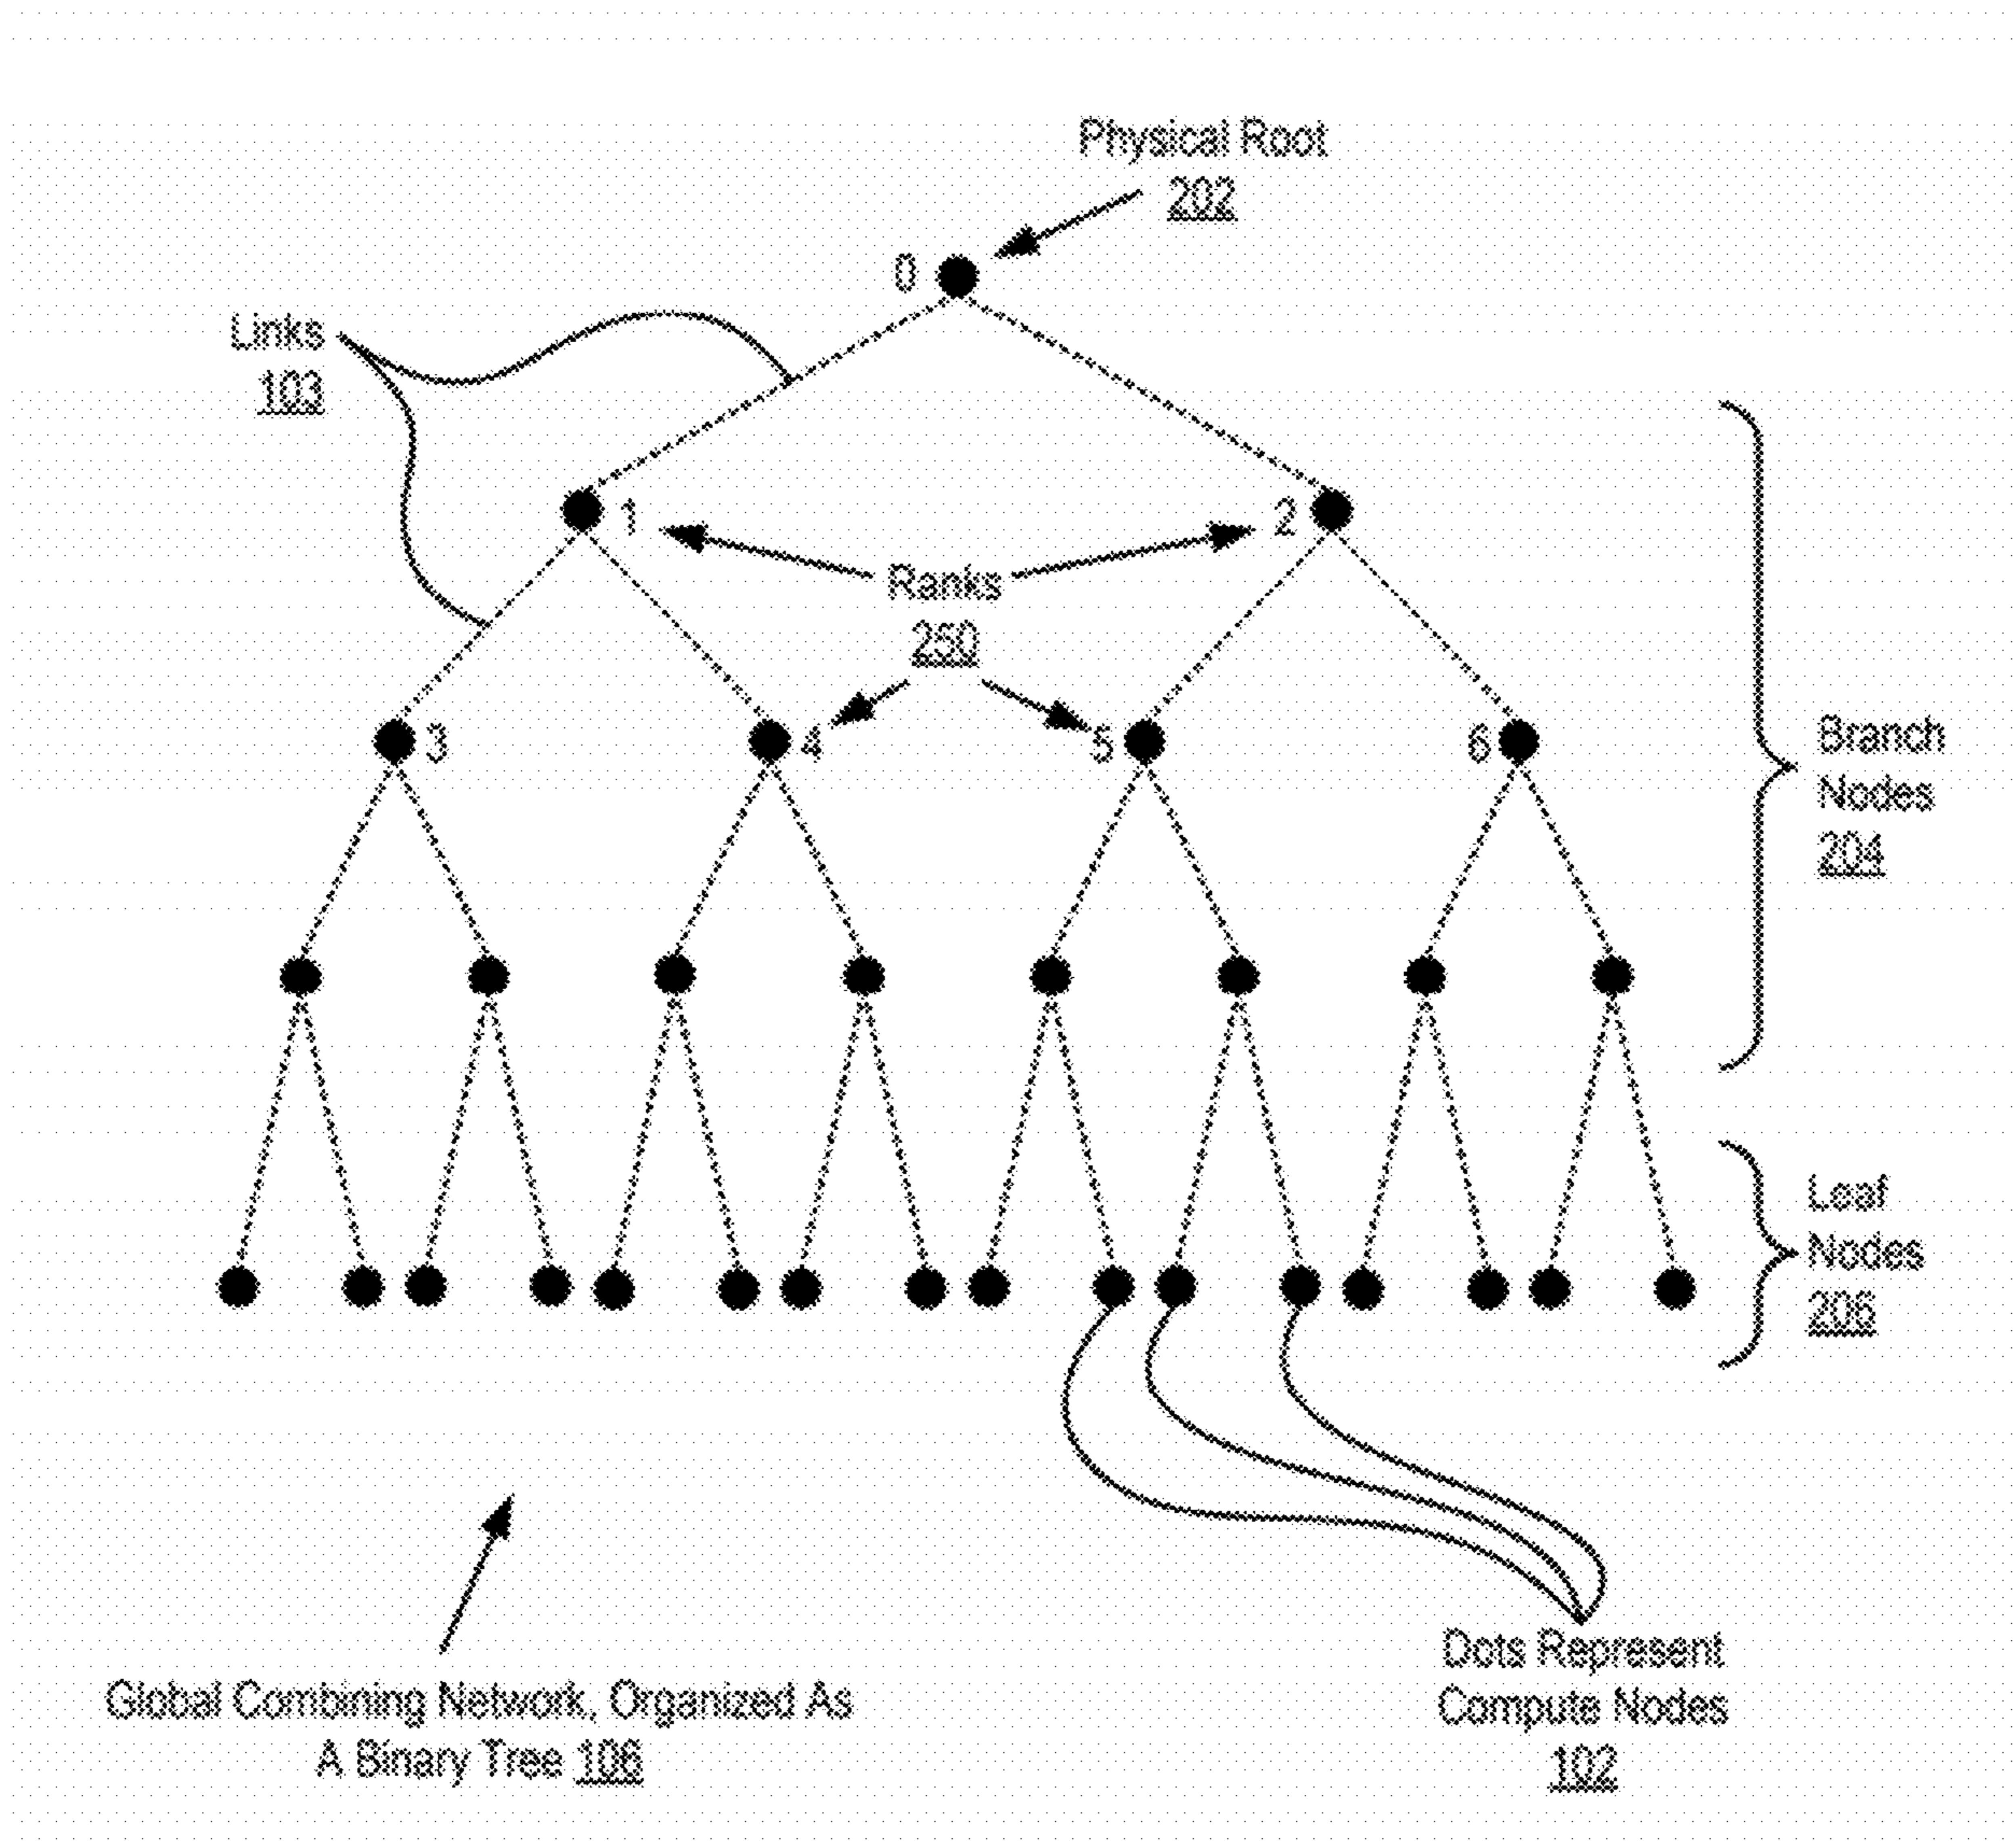 Physical Root
202
0
Links
103
1
2
Ranks
250
3
4
5
6
Branch
Nodes
204
Leaf
Nodes
206
Dots Represent
Compute Nodes
102
Global Combining Network, Organized As
A Binary Tree 106